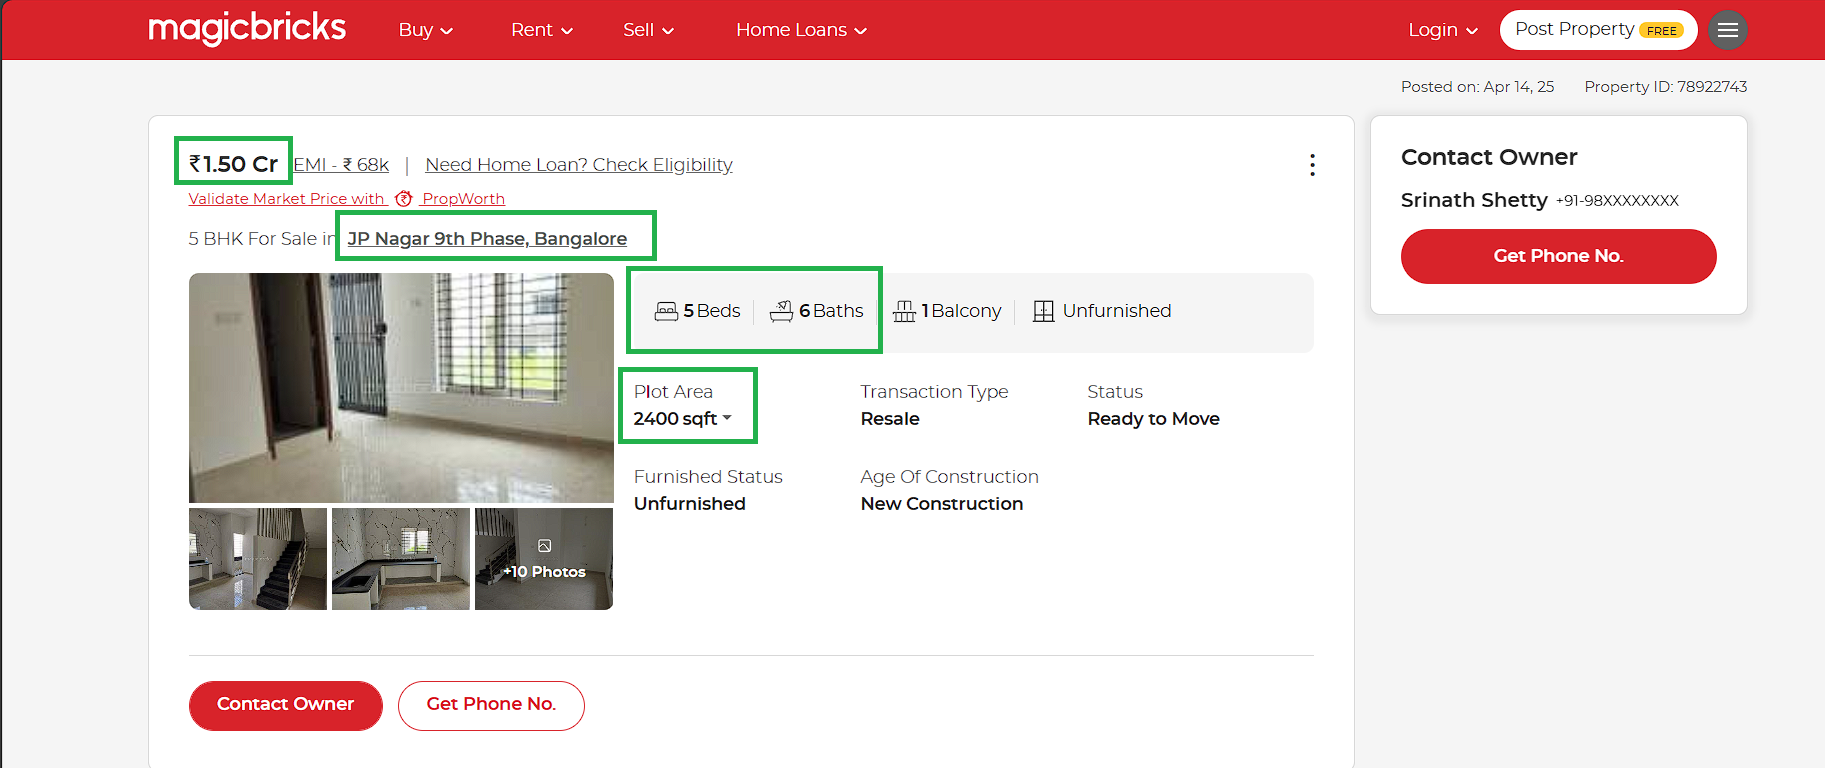 magicbricks
Buy
Rent
Sell
Home Loans
Login
Post Property FREE
Posted on: Apr 14, 25
Property ID: 78922743
₹1.50 Cr EMI - ₹ 68k | Need Home Loan? Check Eligibility
Validate Market Price with PropWorth
5 BHK For Sale in JP Nagar 9th Phase, Bangalore
5 Beds
6 Baths
1 Balcony
Unfurnished
Plot Area
2400 sqft
Transaction Type
Resale
Status
Ready to Move
Furnished Status
Unfurnished
Age Of Construction
New Construction
+10 Photos
Contact Owner
Get Phone No.
Contact Owner
Srinath Shetty +91-98XXXXXXXX
Get Phone No.